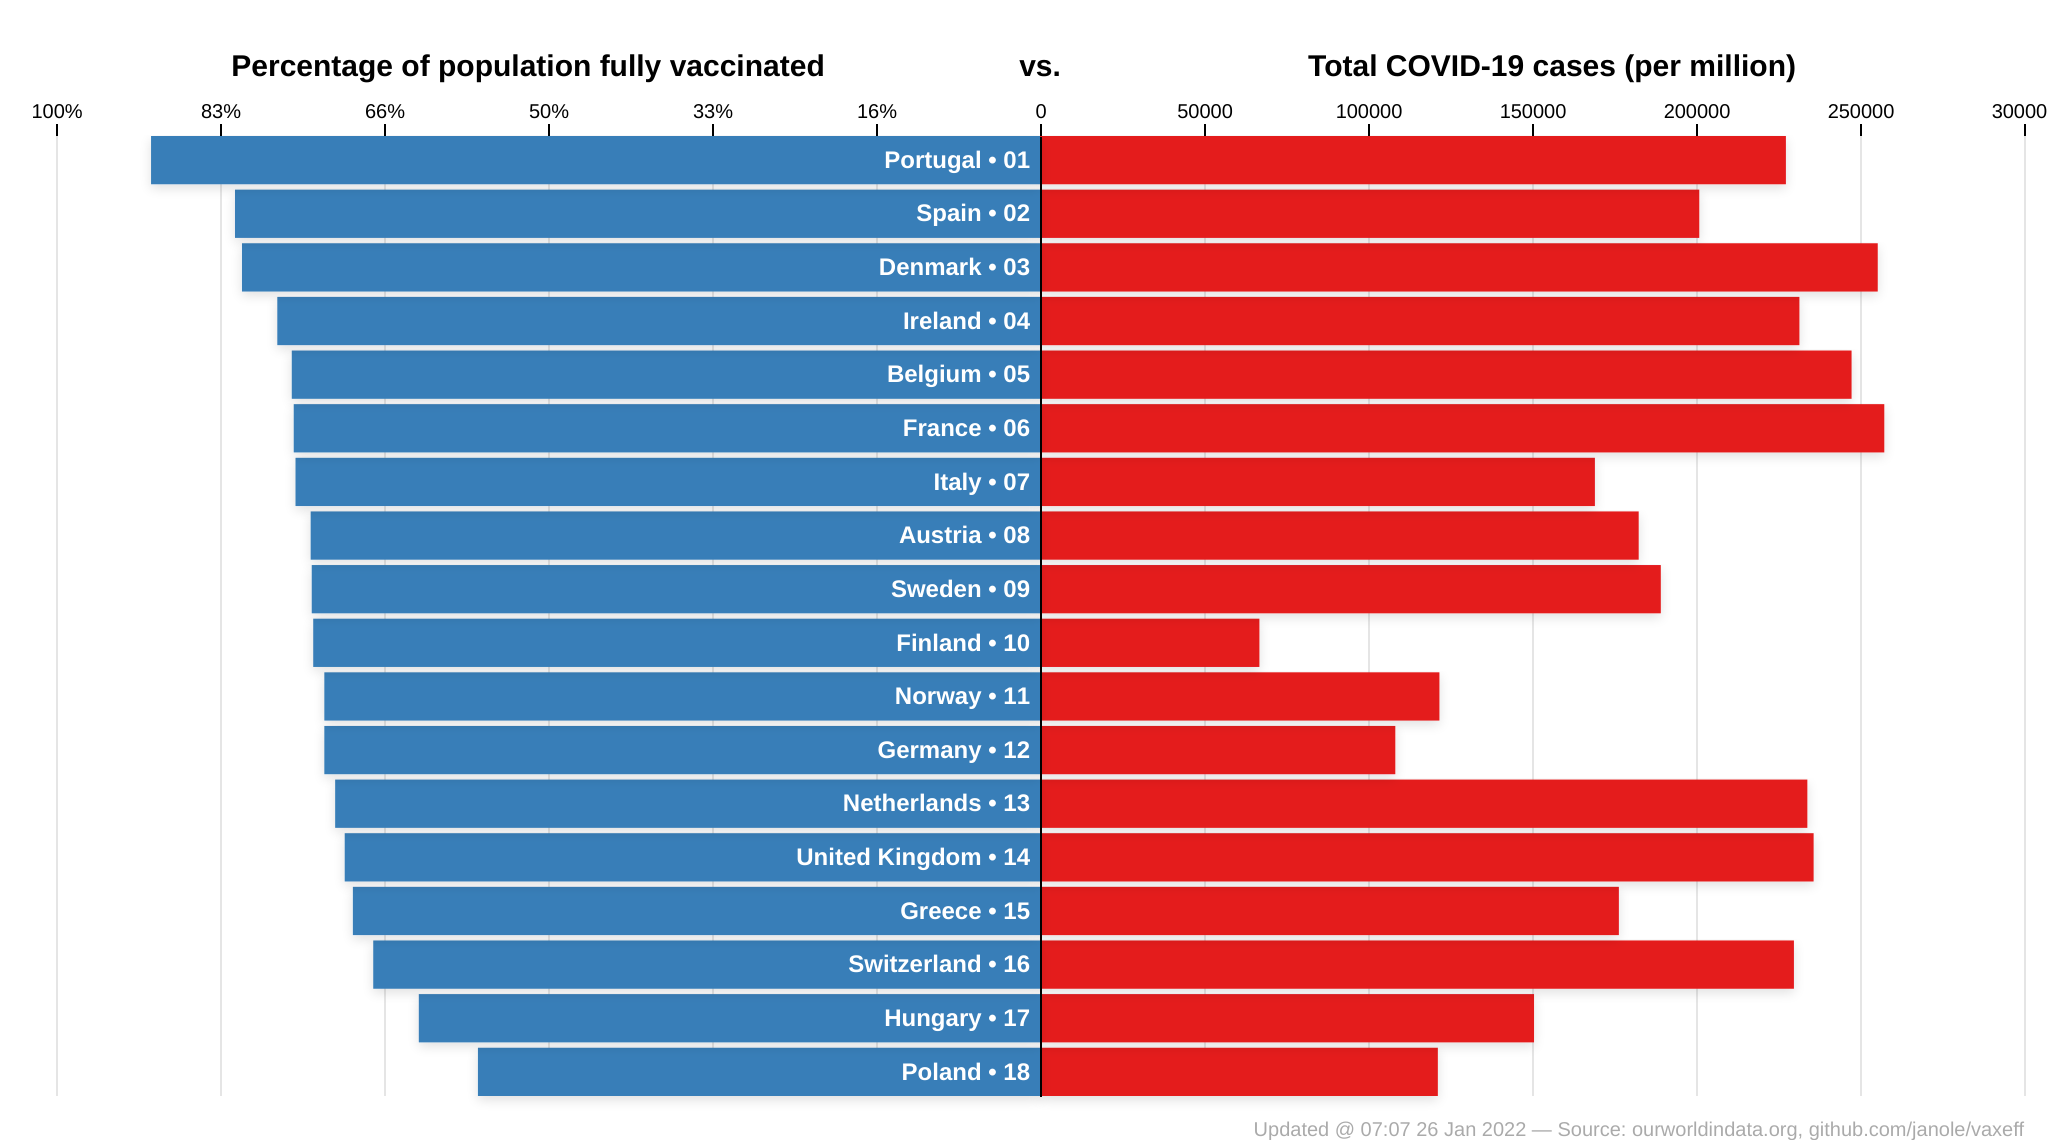 Percentage of population fully vaccinated vs. Total COVID-19 cases (per million)
100% 83% 66% 50% 33% 16% 0 50000 100000 150000 200000 250000 30000
Portugal • 01
Spain • 02
Denmark • 03
Ireland • 04
Belgium • 05
France • 06
Italy • 07
Austria • 08
Sweden • 09
Finland • 10
Norway • 11
Germany • 12
Netherlands • 13
United Kingdom • 14
Greece • 15
Switzerland • 16
Hungary • 17
Poland • 18
Updated @ 07:07 26 Jan 2022 — Source: ourworldindata.org, github.com/janole/vaxeff